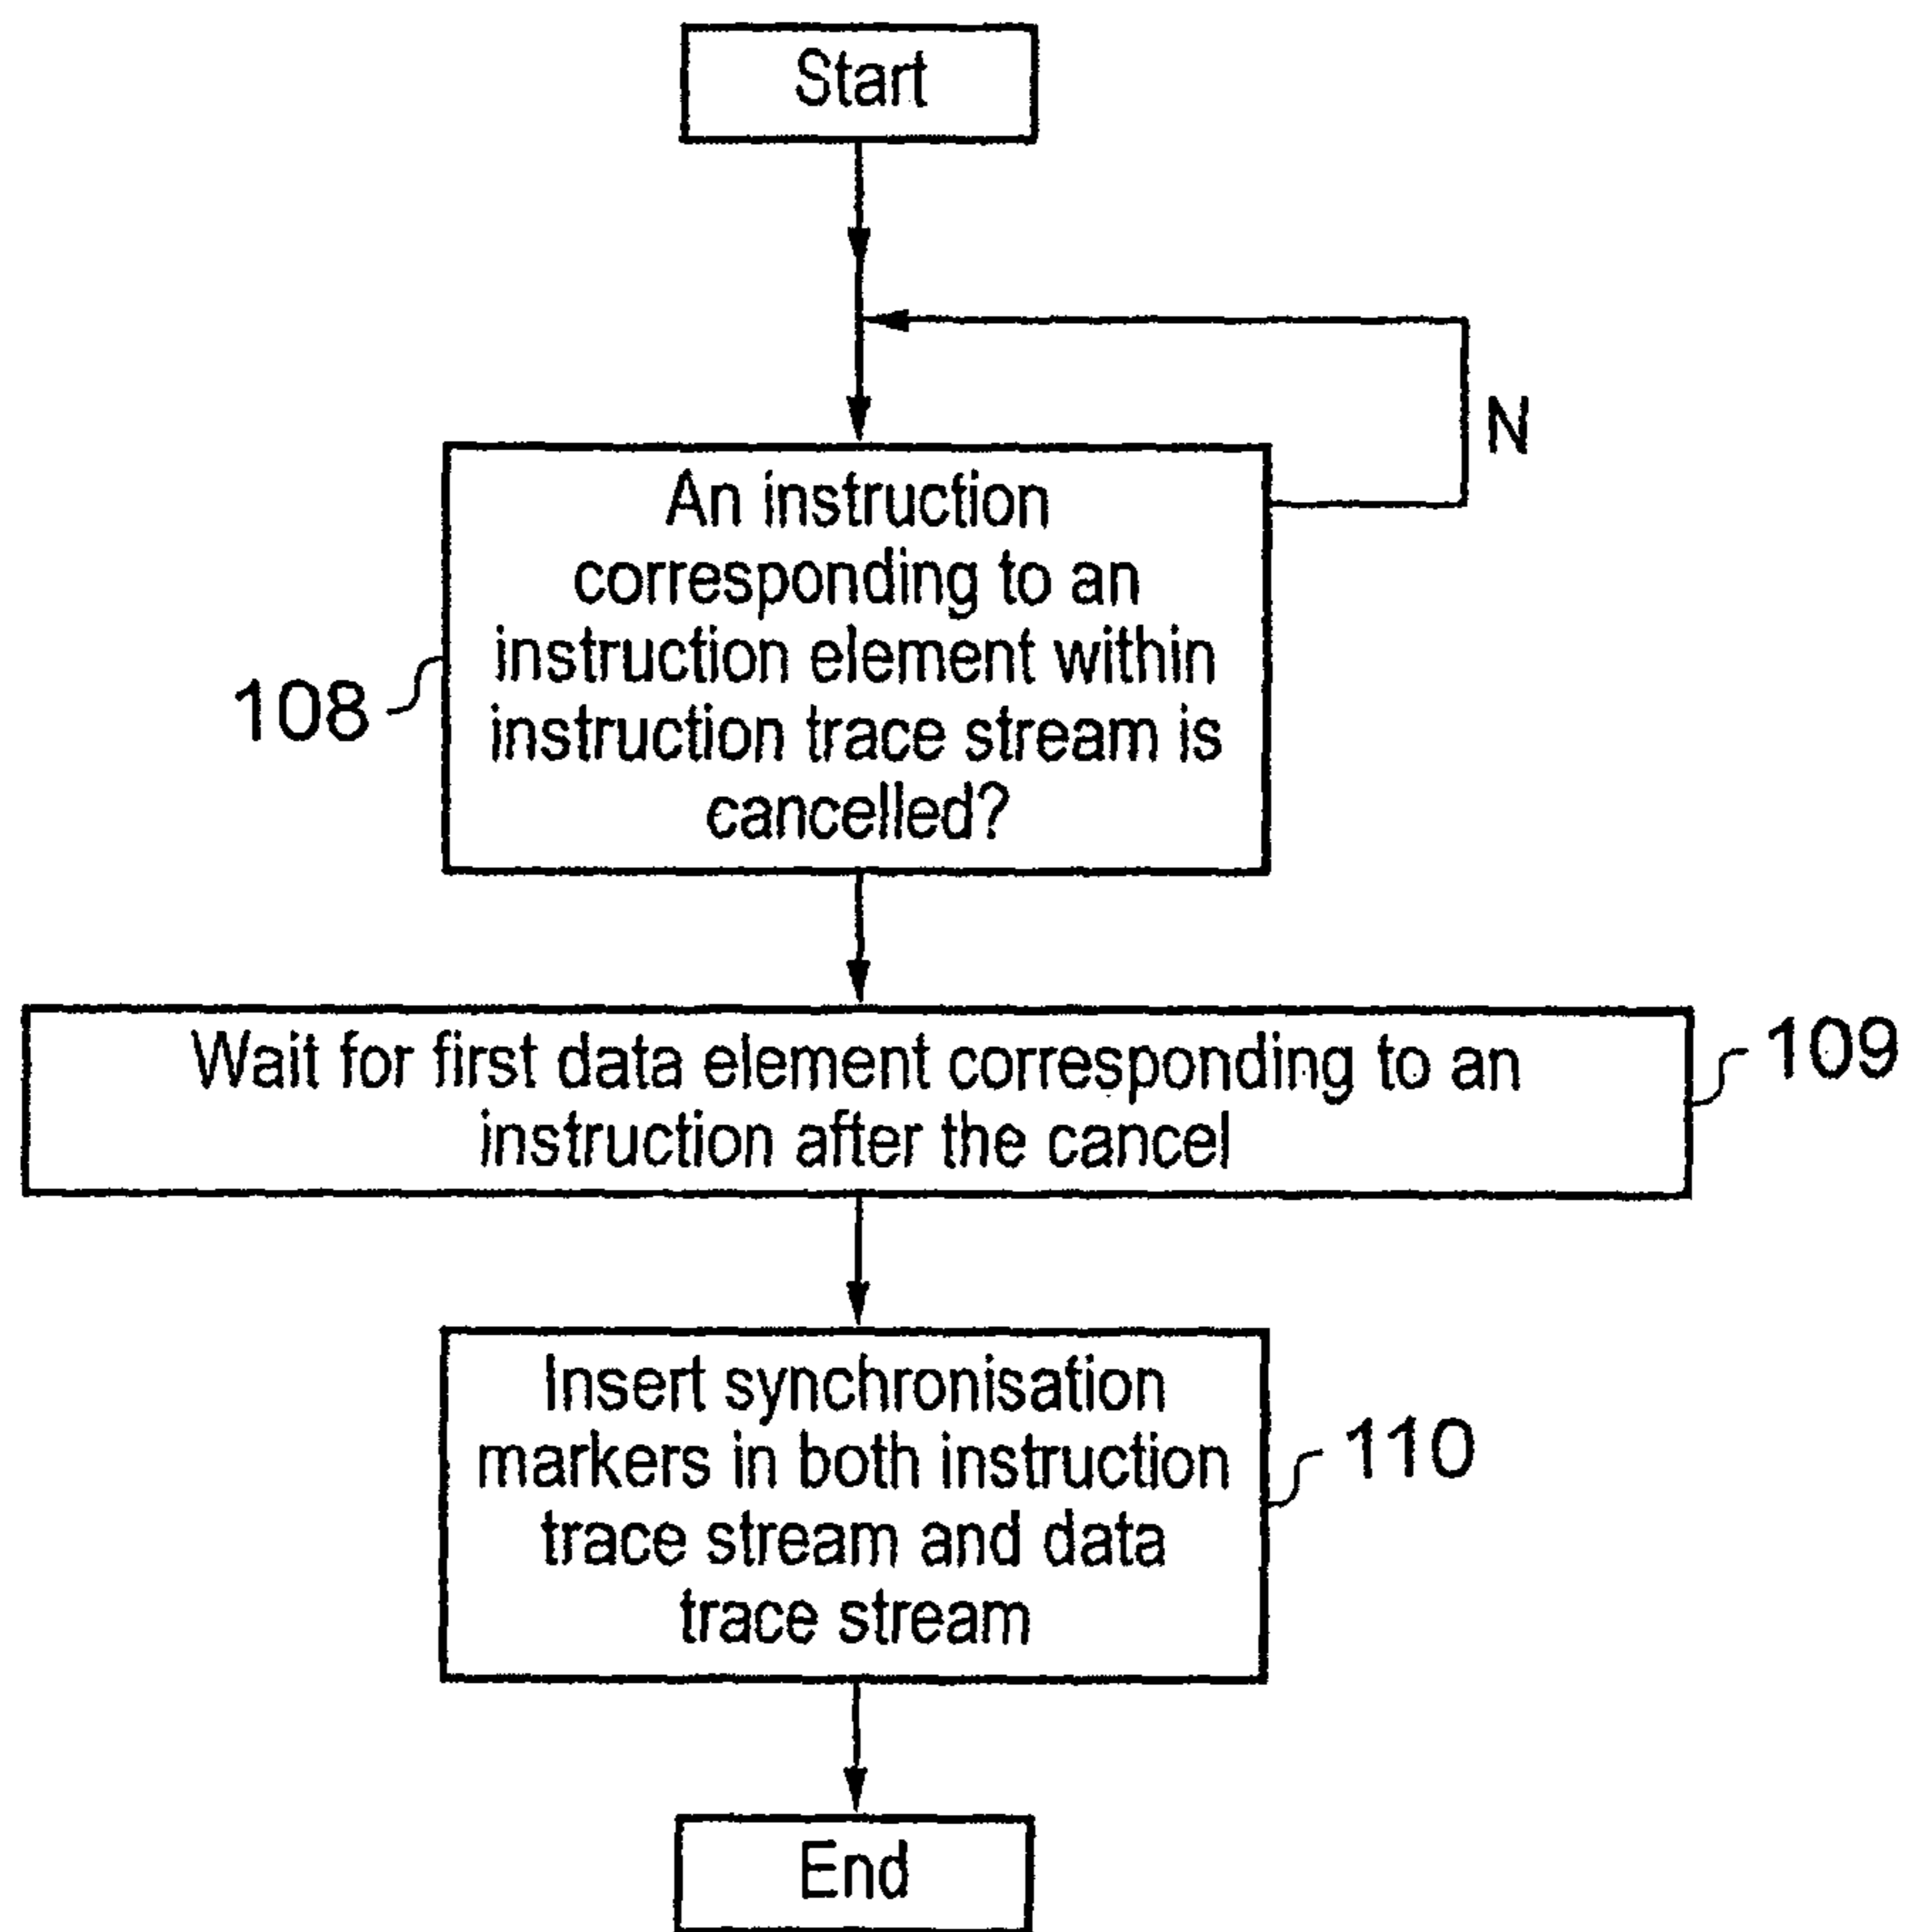 Start
N
An instruction
corresponding to an
instruction element within
instruction trace stream is
cancelled?
108
Wait for first data element corresponding to an
instruction after the cancel
109
Insert synchronisation
markers in both instruction
trace stream and data
trace stream
110
End